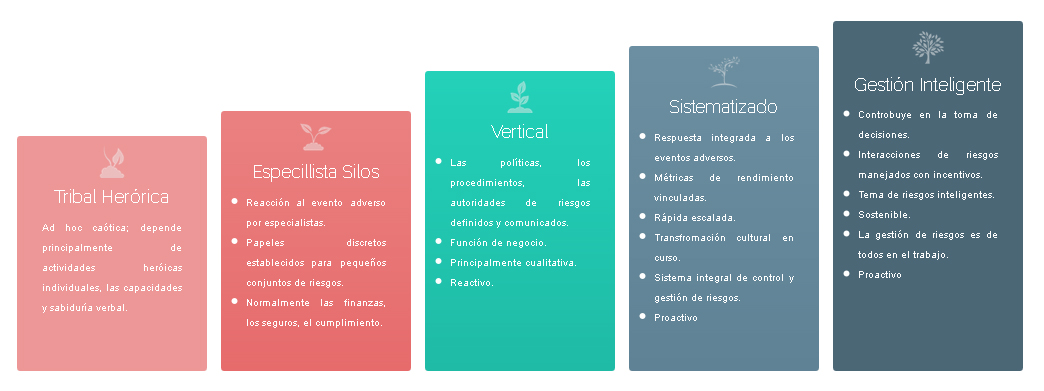 Tribal Herórica
Ad hoc caótica; depende
principalmente de
actividades heróicas
individuales, las capacidades
y sabiduría verbal.
Especillista Silos
Reacción al evento adverso
por especialistas.
Papeles discretos
establecidos para pequeños
conjuntos de riesgos.
Normalmente las finanzas,
los seguros, el cumplimiento.
Vertical
Las políticas, los
procedimientos, las
autoridades de riesgos
definidos y comunicados.
Función de negocio.
Principalmente cualitativa.
Reactivo.
Sistematizado
Respuesta integrada a los
eventos adversos.
Métricas de rendimiento
vinculadas.
Rápida escalada.
Transfromación cultural en
curso.
Sistema integral de control y
gestión de riesgos.
Proactivo
Gestión Inteligente
Controbuye en la toma de
decisiones.
Interacciones de riesgos
manejados con incentivos.
Tema de riesgos inteligentes.
Sostenible.
La gestión de riesgos es de
todos en el trabajo.
Proactivo